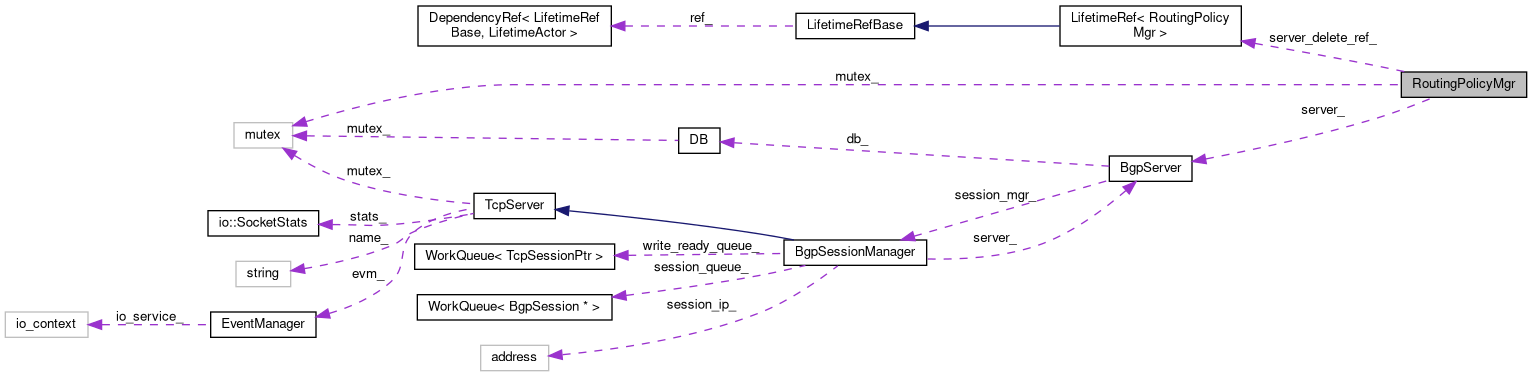 DependencyRef< LifetimeRef
Base, LifetimeActor >
ref_
LifetimeRefBase
LifetimeRef< RoutingPolicy
Mgr >
server_delete_ref_
RoutingPolicyMgr
mutex_
server_
mutex
mutex_
DB
db_
BgpServer
mutex_
session_mgr_
TcpServer
io::SocketStats
stats_
name_
server_
WorkQueue< TcpSessionPtr >
write_ready_queue_
BgpSessionManager
string
evm_
session_queue_
WorkQueue< BgpSession * >
session_ip_
io_context
io_service_
EventManager
address